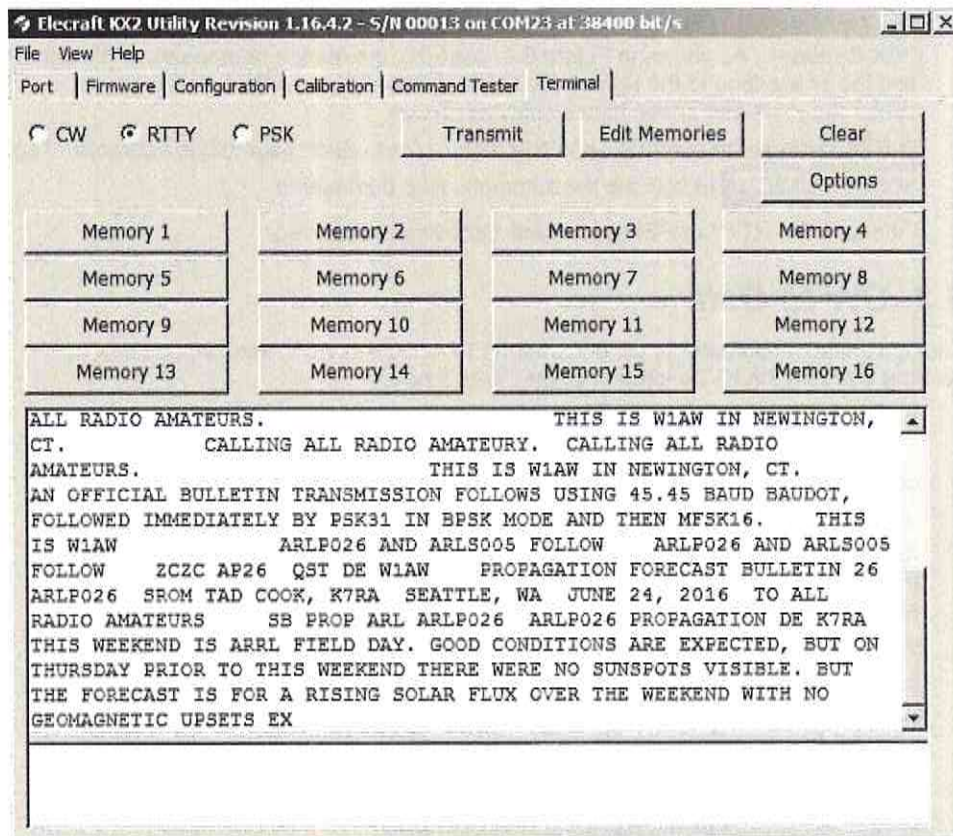 Elecraft KX2 Utility Revision 1.16.4.2 - S/N 00013 on COM23 at 38400 bit/s
File View Help
Port Firmware Configuration Calibration Command Tester Terminal
CW RTTY PSK Transmit Edit Memories Clear
Options
Memory 1 Memory 2 Memory 3 Memory 4
Memory 5 Memory 6 Memory 7 Memory 8
Memory 9 Memory 10 Memory 11 Memory 12
Memory 13 Memory 14 Memory 15 Memory 16
ALL RADIO AMATEURS. THIS IS W1AW IN NEWINGTON,
CT. CALLING ALL RADIO AMATEURY. CALLING ALL RADIO
AMATEURS. THIS IS W1AW IN NEWINGTON, CT.
AN OFFICIAL BULLETIN TRANSMISSION FOLLOWS USING 45.45 BAUD BAUDOT,
FOLLOWED IMMEDIATELY BY PSK31 IN BPSK MODE AND THEN MFSK16. THIS
IS W1AW ARLP026 AND ARLS005 FOLLOW ARLP026 AND ARLS005
FOLLOW ZCZC AP26 QST DE W1AW PROPAGATION FORECAST BULLETIN 26
ARLP026 SROM TAD COOK, K7RA SEATTLE, WA JUNE 24, 2016 TO ALL
RADIO AMATEURS SB PROP ARL ARLP026 ARLP026 PROPAGATION DE K7RA
THIS WEEKEND IS ARRL FIELD DAY. GOOD CONDITIONS ARE EXPECTED, BUT ON
THURSDAY PRIOR TO THIS WEEKEND THERE WERE NO SUNSPOTS VISIBLE. BUT
THE FORECAST IS FOR A RISING SOLAR FLUX OVER THE WEEKEND WITH NO
GEOMAGNETIC UPSETS EX